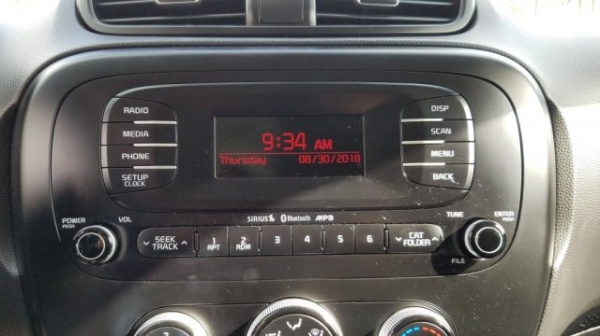 RADIO
MEDIA
PHONE
SETUP
CLOCK
9:34 AM
Thursday 08/30/2018
DISP
SCAN
MENU
BACK
POWER
PUSH
VOL
SIRIUS Bluetooth MP3
TUNE
ENTER
PUSH
SEEK
TRACK
1
RPT
2
RDM
3
4
5
6
CAT
FOLDER
FILE